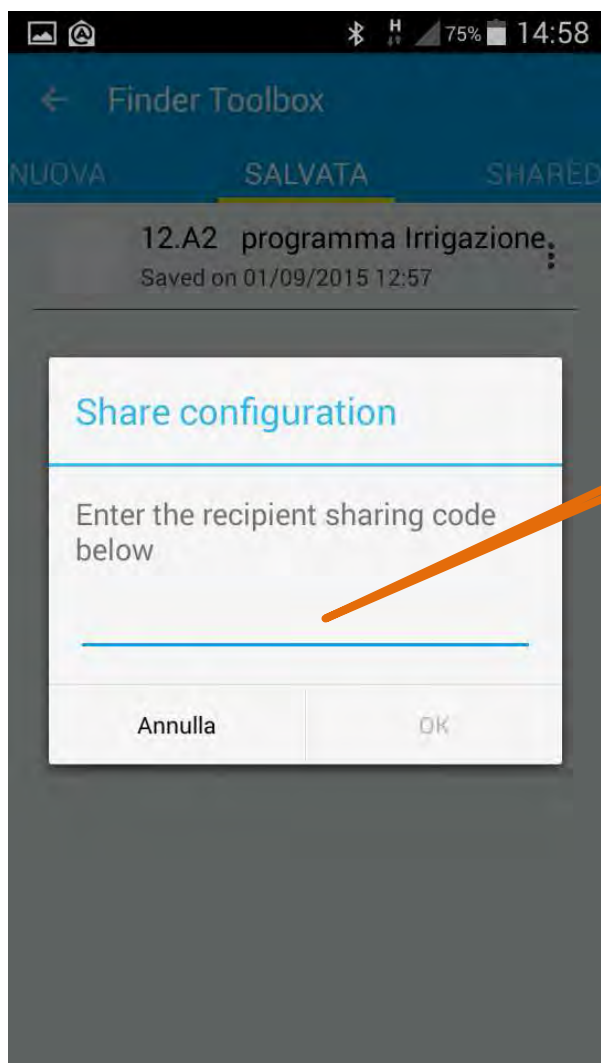 H 75% 14:58
Finder Toolbox
NUOVA SALVATA SHARED
12.A2 programma Irrigazione
Saved on 01/09/2015 12:57
Share configuration
Enter the recipient sharing code
below
Annulla OK